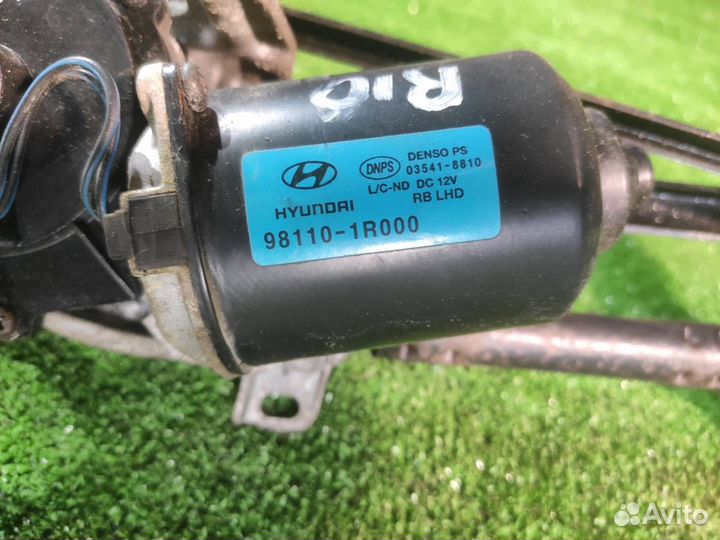 RIO
HYUNDAI
98110-1R000
DNPS
DENSO PS
03541-8810
L/C-ND DC 12V
RB LHD
Avito